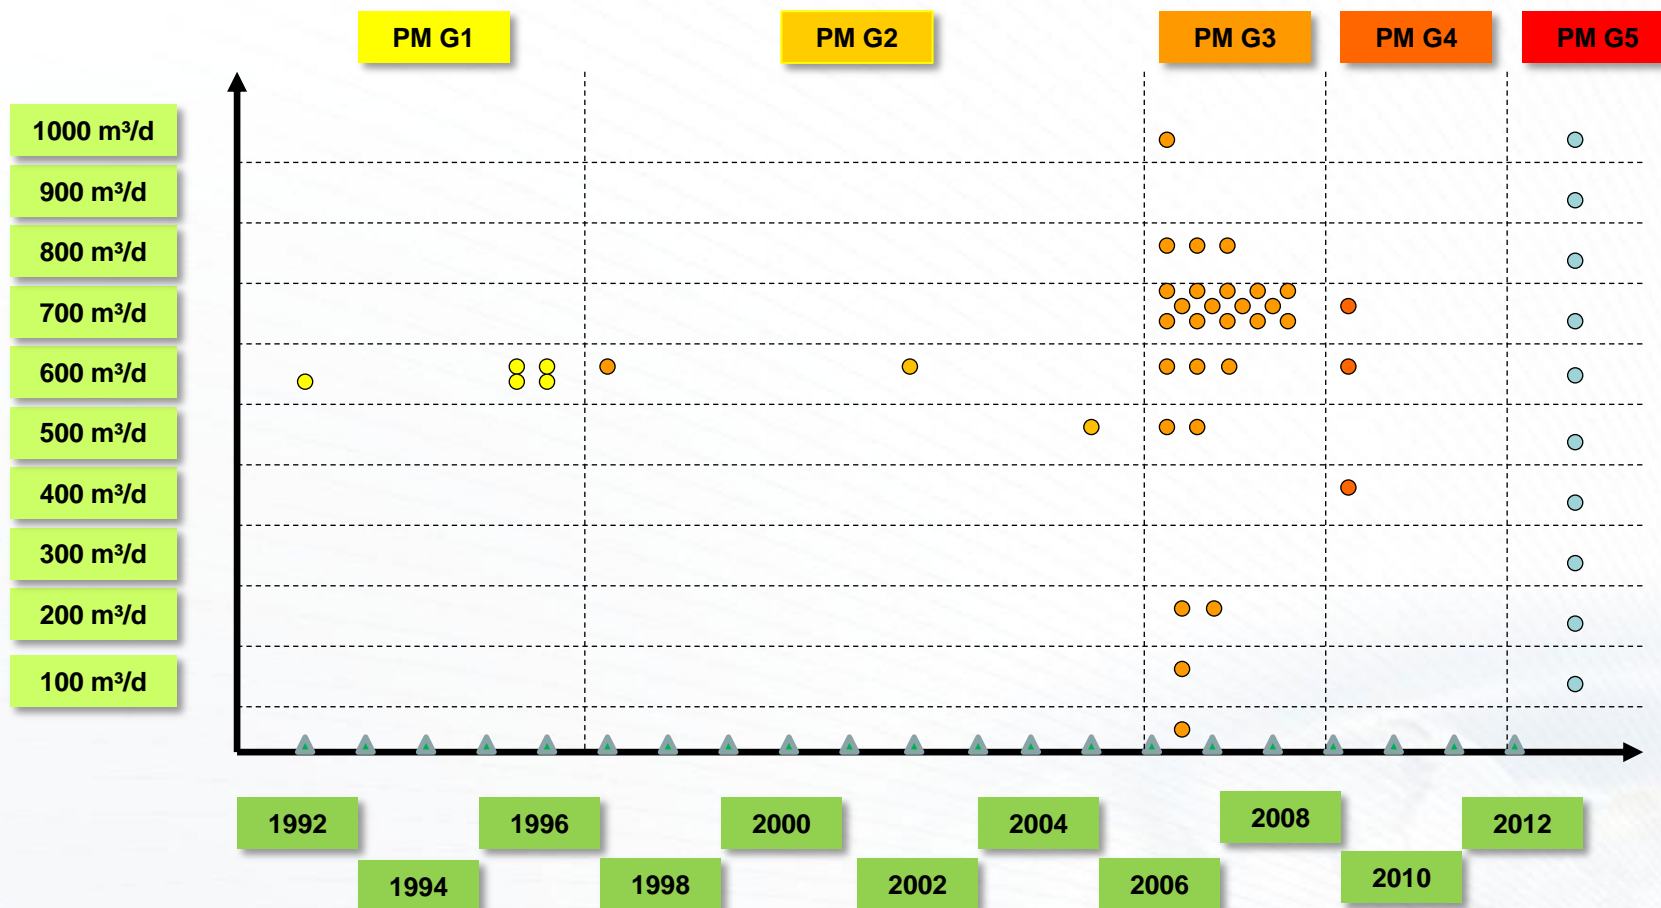 PM G1
PM G2
PM G3
PM G4
PM G5
1000 m³/d
900 m³/d
800 m³/d
700 m³/d
600 m³/d
500 m³/d
400 m³/d
300 m³/d
200 m³/d
100 m³/d
1992
1994
1996
1998
2000
2002
2004
2006
2008
2010
2012